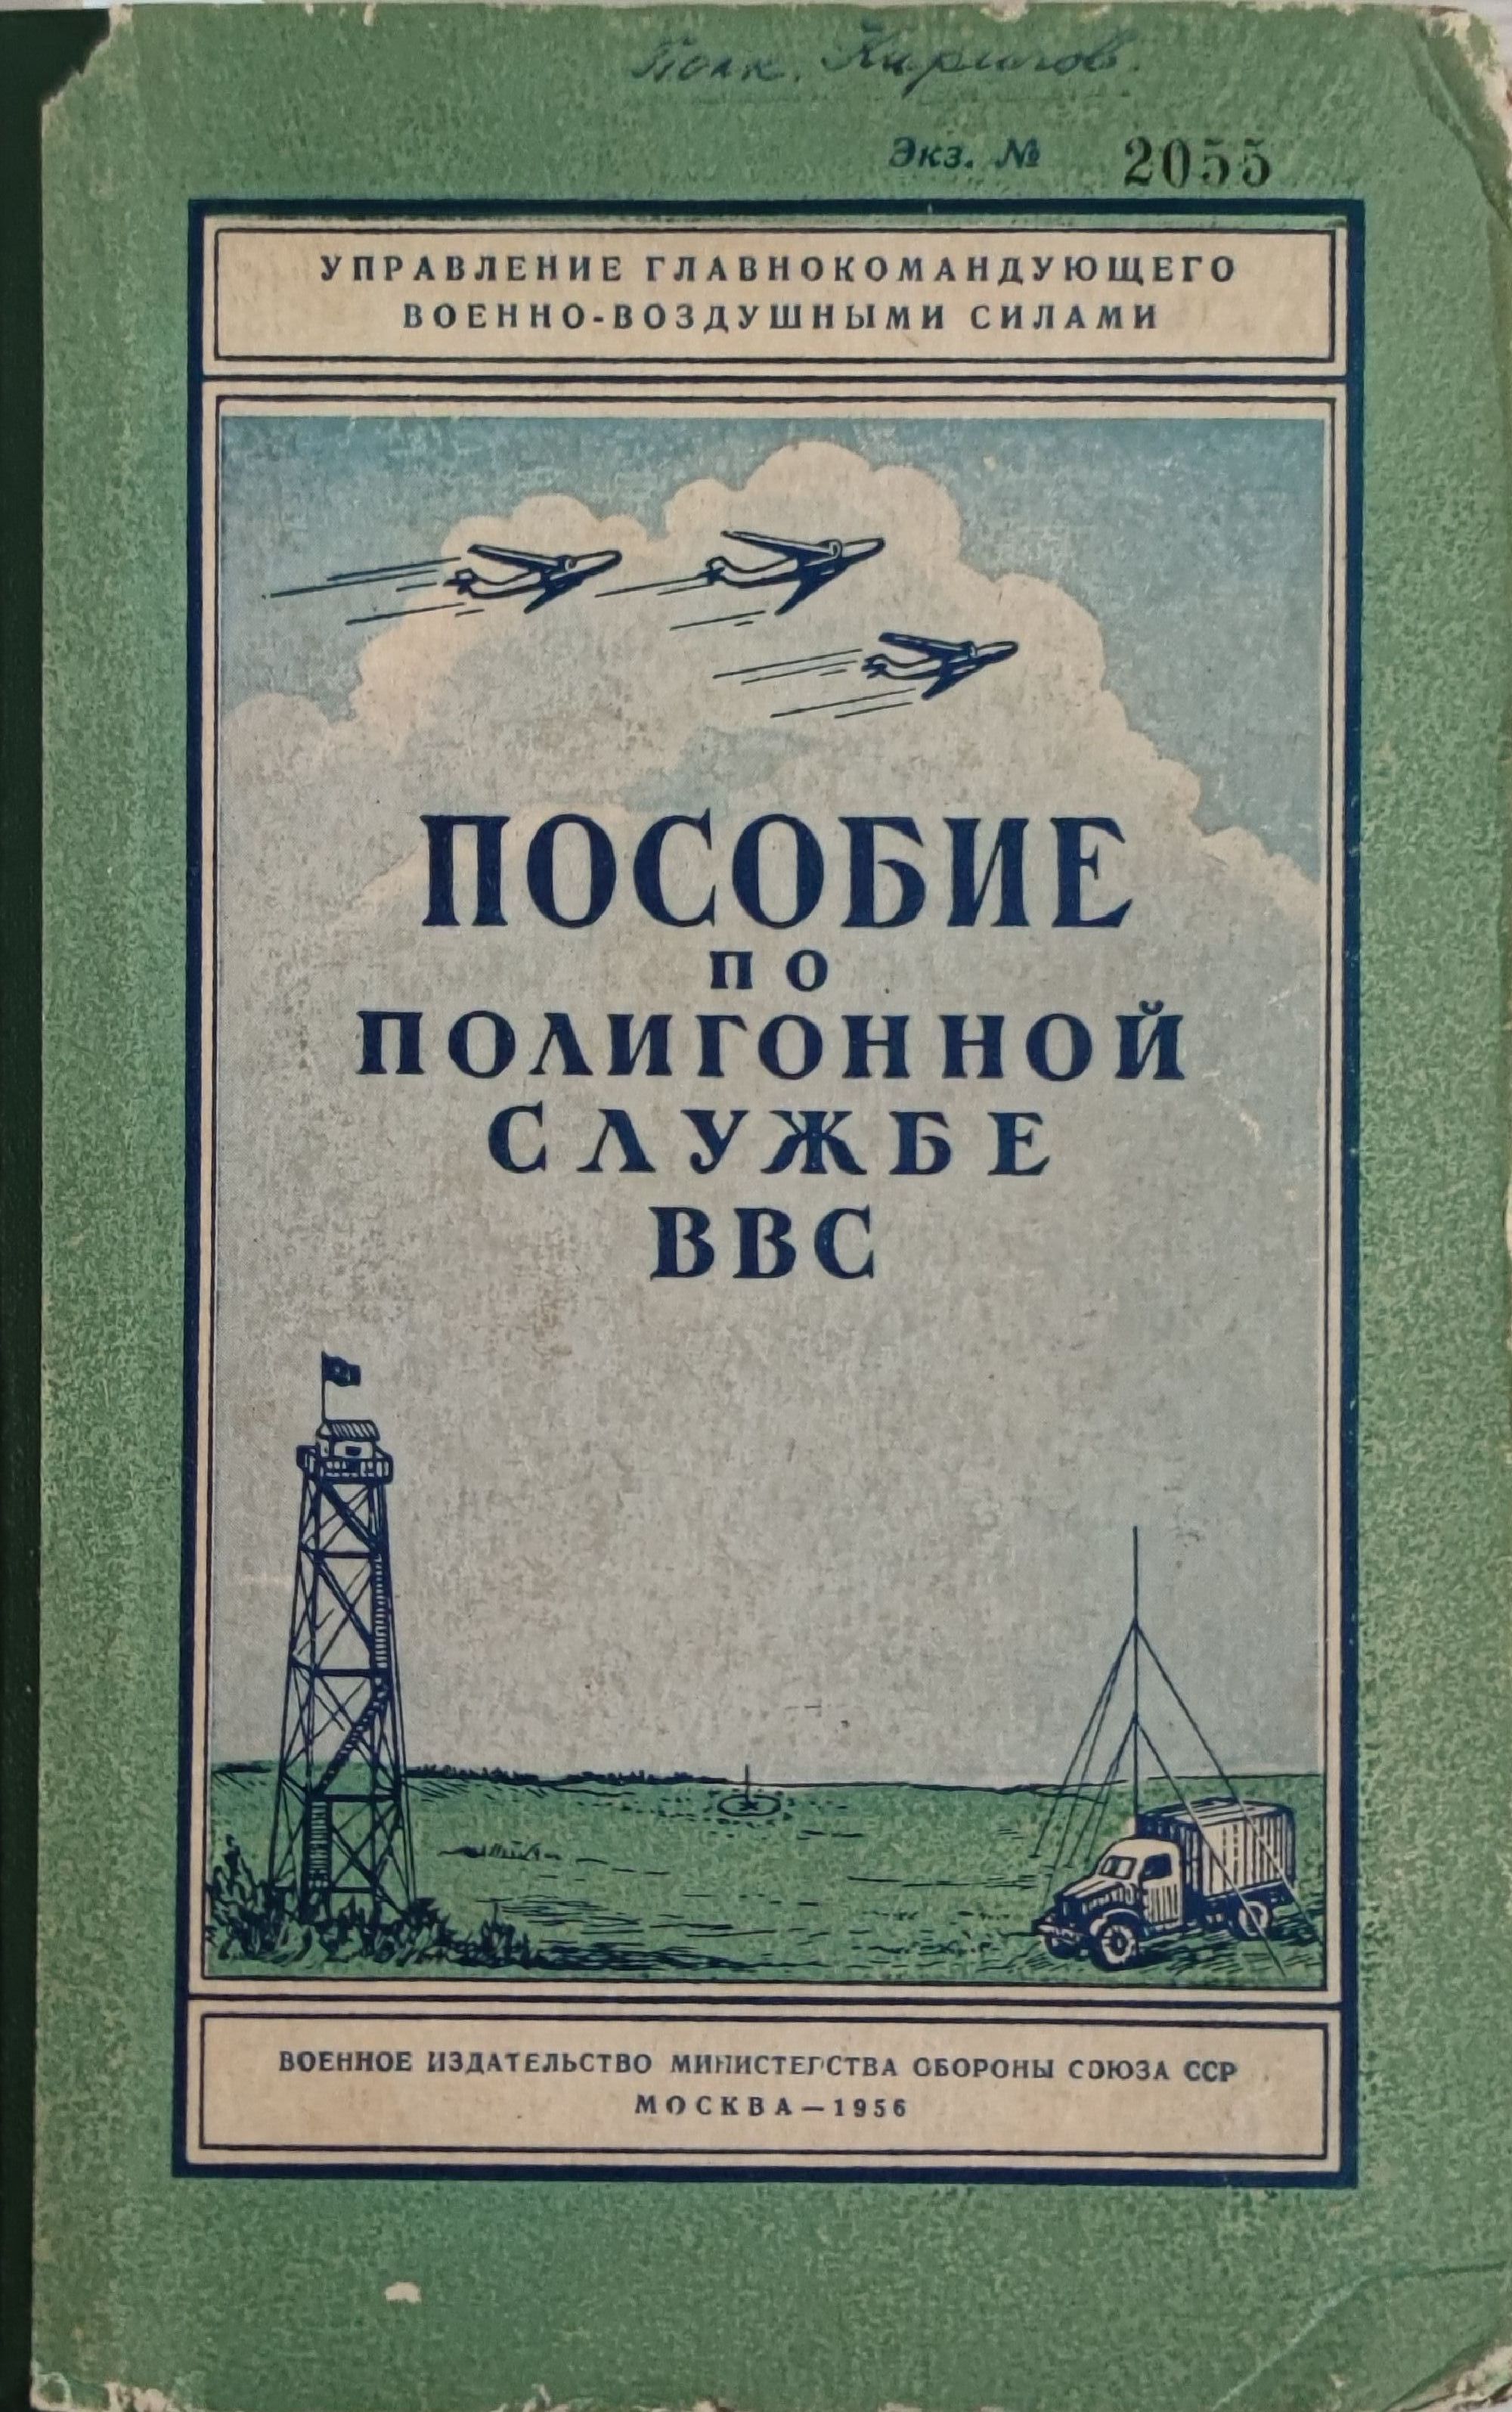 Полк.
Экз. № 2055
УПРАВЛЕНИЕ ГЛАВНОКОМАНДУЮЩЕГО
ВОЕННО-ВОЗДУШНЫМИ СИЛАМИ
ПОСОБИЕ
ПО
ПОЛИГОННОЙ
СЛУЖБЕ
ВВС
ВОЕННОЕ ИЗДАТЕЛЬСТВО МИНИСТЕРСТВА ОБОРОНЫ СОЮЗА ССР
МОСКВА — 1956